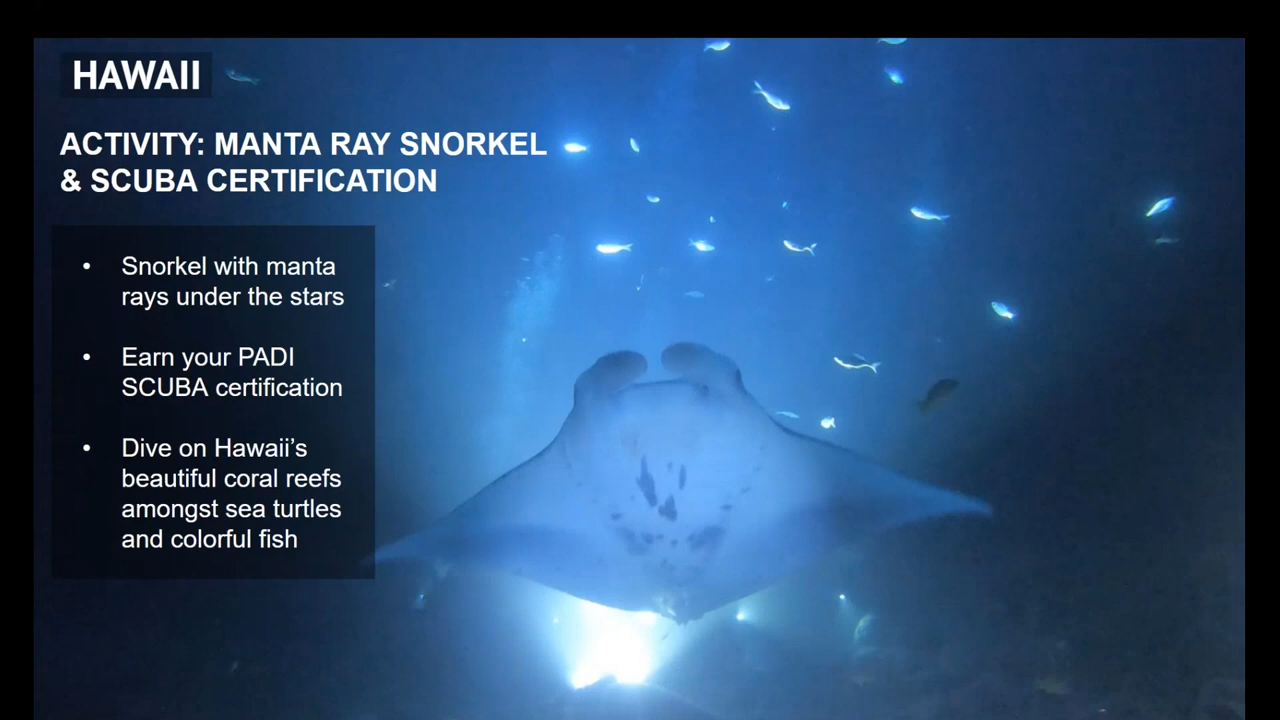 HAWAII
ACTIVITY: MANTA RAY SNORKEL
& SCUBA CERTIFICATION
• Snorkel with manta
rays under the stars
• Earn your PADI
SCUBA certification
• Dive on Hawaii’s
beautiful coral reefs
amongst sea turtles
and colorful fish